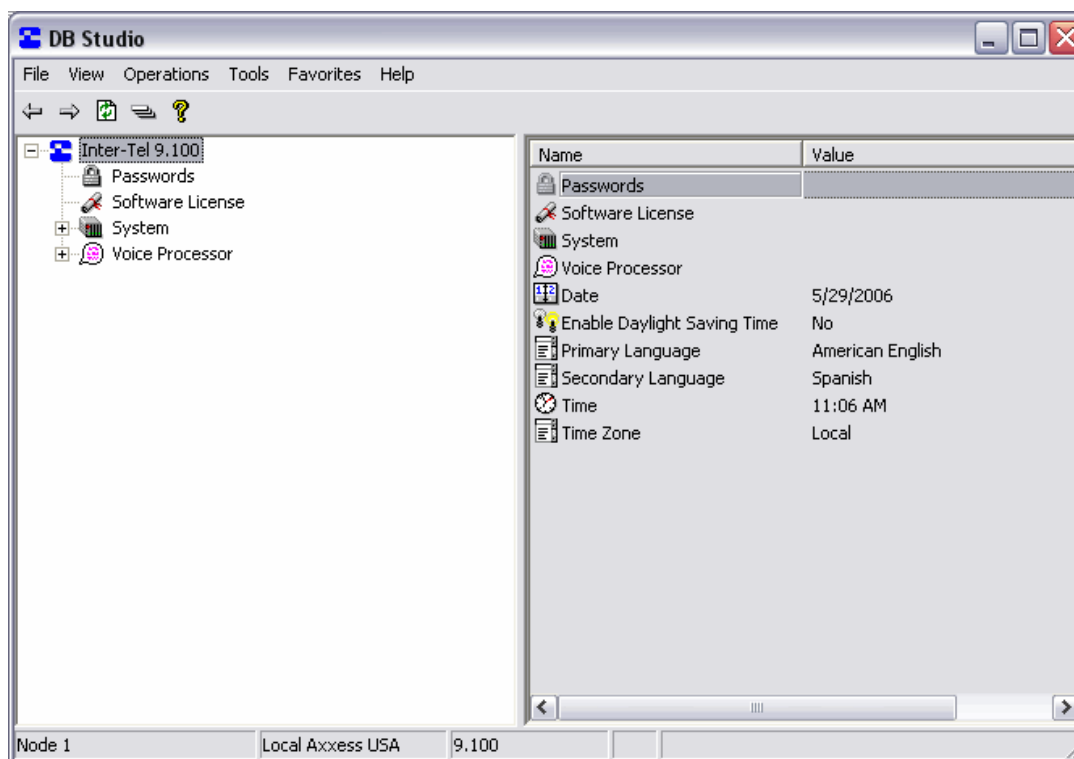 DB Studio
File View Operations Tools Favorites Help
Inter-Tel 9.100
Passwords
Software License
System
Voice Processor
Name Value
Passwords
Software License
System
Voice Processor
Date 5/29/2006
Enable Daylight Saving Time No
Primary Language American English
Secondary Language Spanish
Time 11:06 AM
Time Zone Local
Node 1 Local Axxess USA 9.100